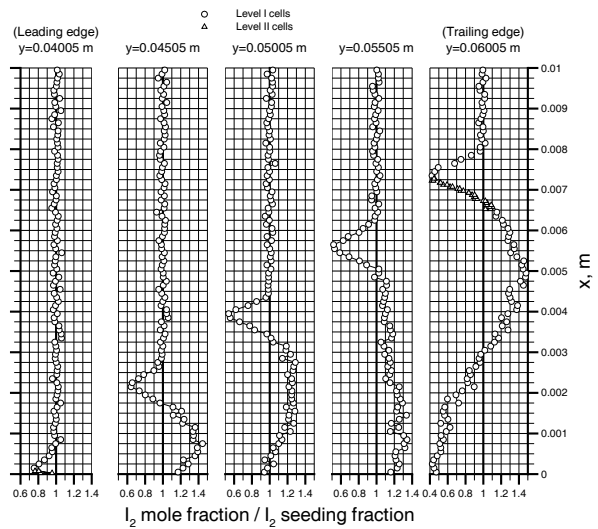 Level I cells
Level II cells
(Leading edge) (Trailing edge)
y=0.04005 m y=0.04505 m y=0.05005 m y=0.05505 m y=0.06005 m
0.01
0.009
0.008
0.007
0.006
0.005
0.004
0.003
0.002
0.001
0
x, m
0.6 0.8 1 1.2 1.4 0.6 0.8 1 1.2 1.4 0.6 0.8 1 1.2 1.4 0.6 0.8 1 1.2 1.4 0.4 0.6 0.8 1 1.2 1.4
I2 mole fraction / I2 seeding fraction